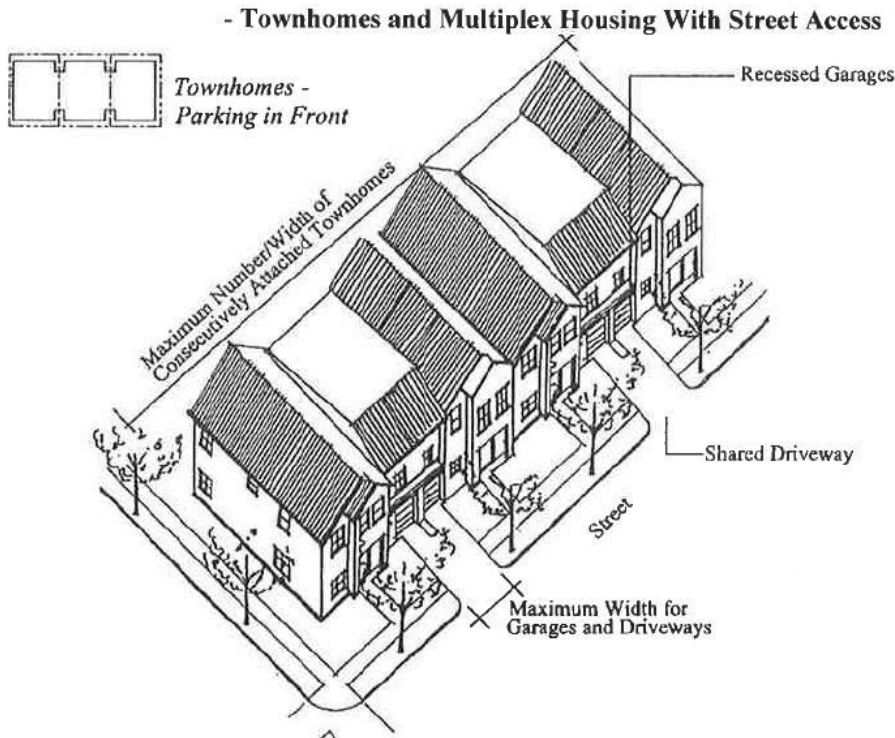 - Townhomes and Multiplex Housing With Street Access
Townhomes -
Parking in Front
Recessed Garages
Maximum Number/Width of
Consecutively Attached Townhomes
Shared Driveway
Street
Maximum Width for
Garages and Driveways